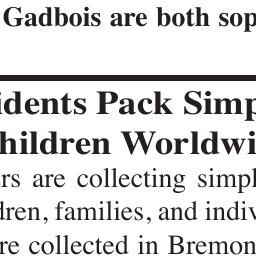 Gadbois are both sop
idents Pack Simp
hildren Worldwi
rs are collecting simpl
dren, families, and indiv
re collected in Bremon